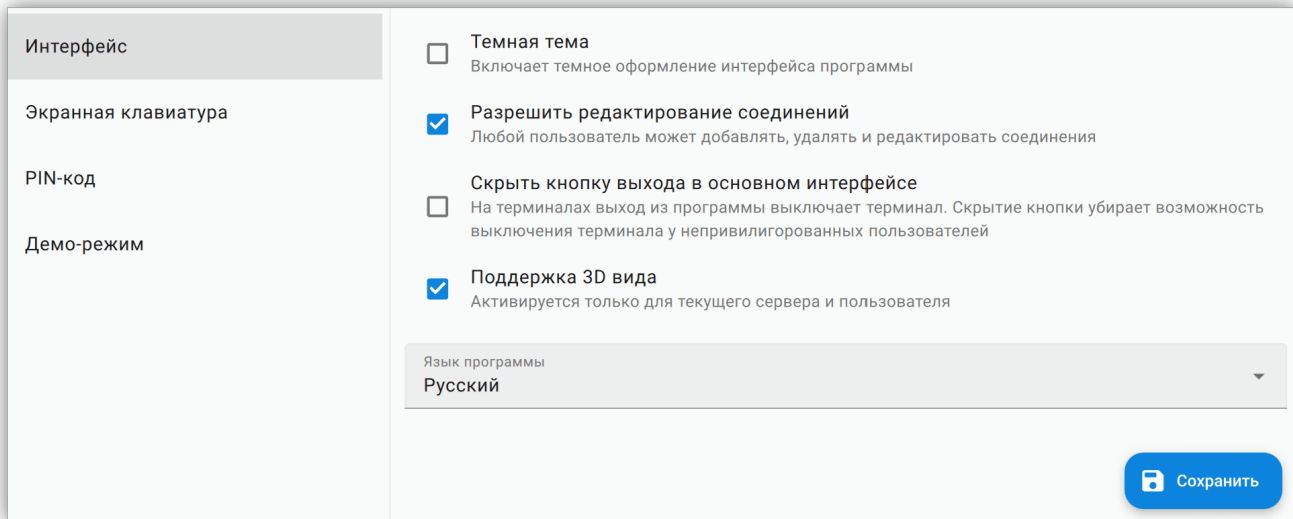 Интерфейс
Экранная клавиатура
PIN-код
Демо-режим
Темная тема
Включает темное оформление интерфейса программы
Разрешить редактирование соединений
Любой пользователь может добавлять, удалять и редактировать соединения
Скрыть кнопку выхода в основном интерфейсе
На терминалах выход из программы выключает терминал. Скрытие кнопки убирает возможность
выключения терминала у непривилигорованных пользователей
Поддержка 3D вида
Активируется только для текущего сервера и пользователя
Язык программы
Русский
Сохранить